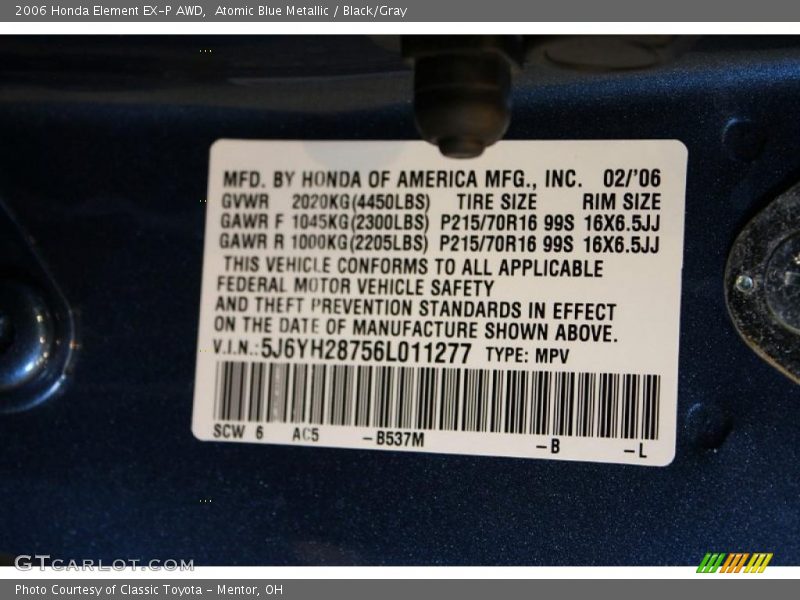 2006 Honda Element EX-P AWD,  Atomic Blue Metallic / Black/Gray
MFD. BY HONDA OF AMERICA MFG., INC. 02/'06
GVWR 2020KG(4450LBS) TIRE SIZE RIM SIZE
GAWR F 1045KG(2300LBS) P215/70R16 99S 16X6.5JJ
GAWR R 1000KG(2205LBS) P215/70R16 99S 16X6.5JJ
THIS VEHICLE CONFORMS TO ALL APPLICABLE
FEDERAL MOTOR VEHICLE SAFETY
AND THEFT PREVENTION STANDARDS IN EFFECT
ON THE DATE OF MANUFACTURE SHOWN ABOVE.
V.I.N.: 5J6YH28756L011277 TYPE: MPV
SCW 6 AC5 -B537M -B -L
GTCARLOT.COM
Photo Courtesy of Classic Toyota - Mentor, OH